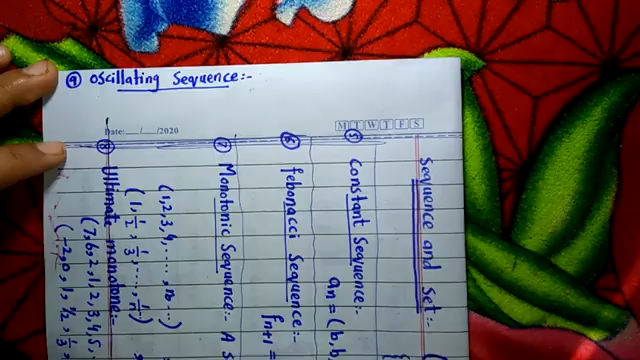 ⑨ Oscillating Sequence:-
Date: __/__/2020
M T W T F S
Sequence and Set:- (
⑤ constant Sequence:-
an = (b, b,
⑥ febonacci Sequence:-
fn+1 =
⑦ Monotonic Sequence:- A s
(1, 2, 3, 4, ....., n, ...)
(1, 1/2, 1/3, ..., 1/n)
⑧ Ultimate monotone:-
(7, 6, 2, 1, 2, 3, 4, 5,
(-2, 0, 1, 1/2, 1/3,